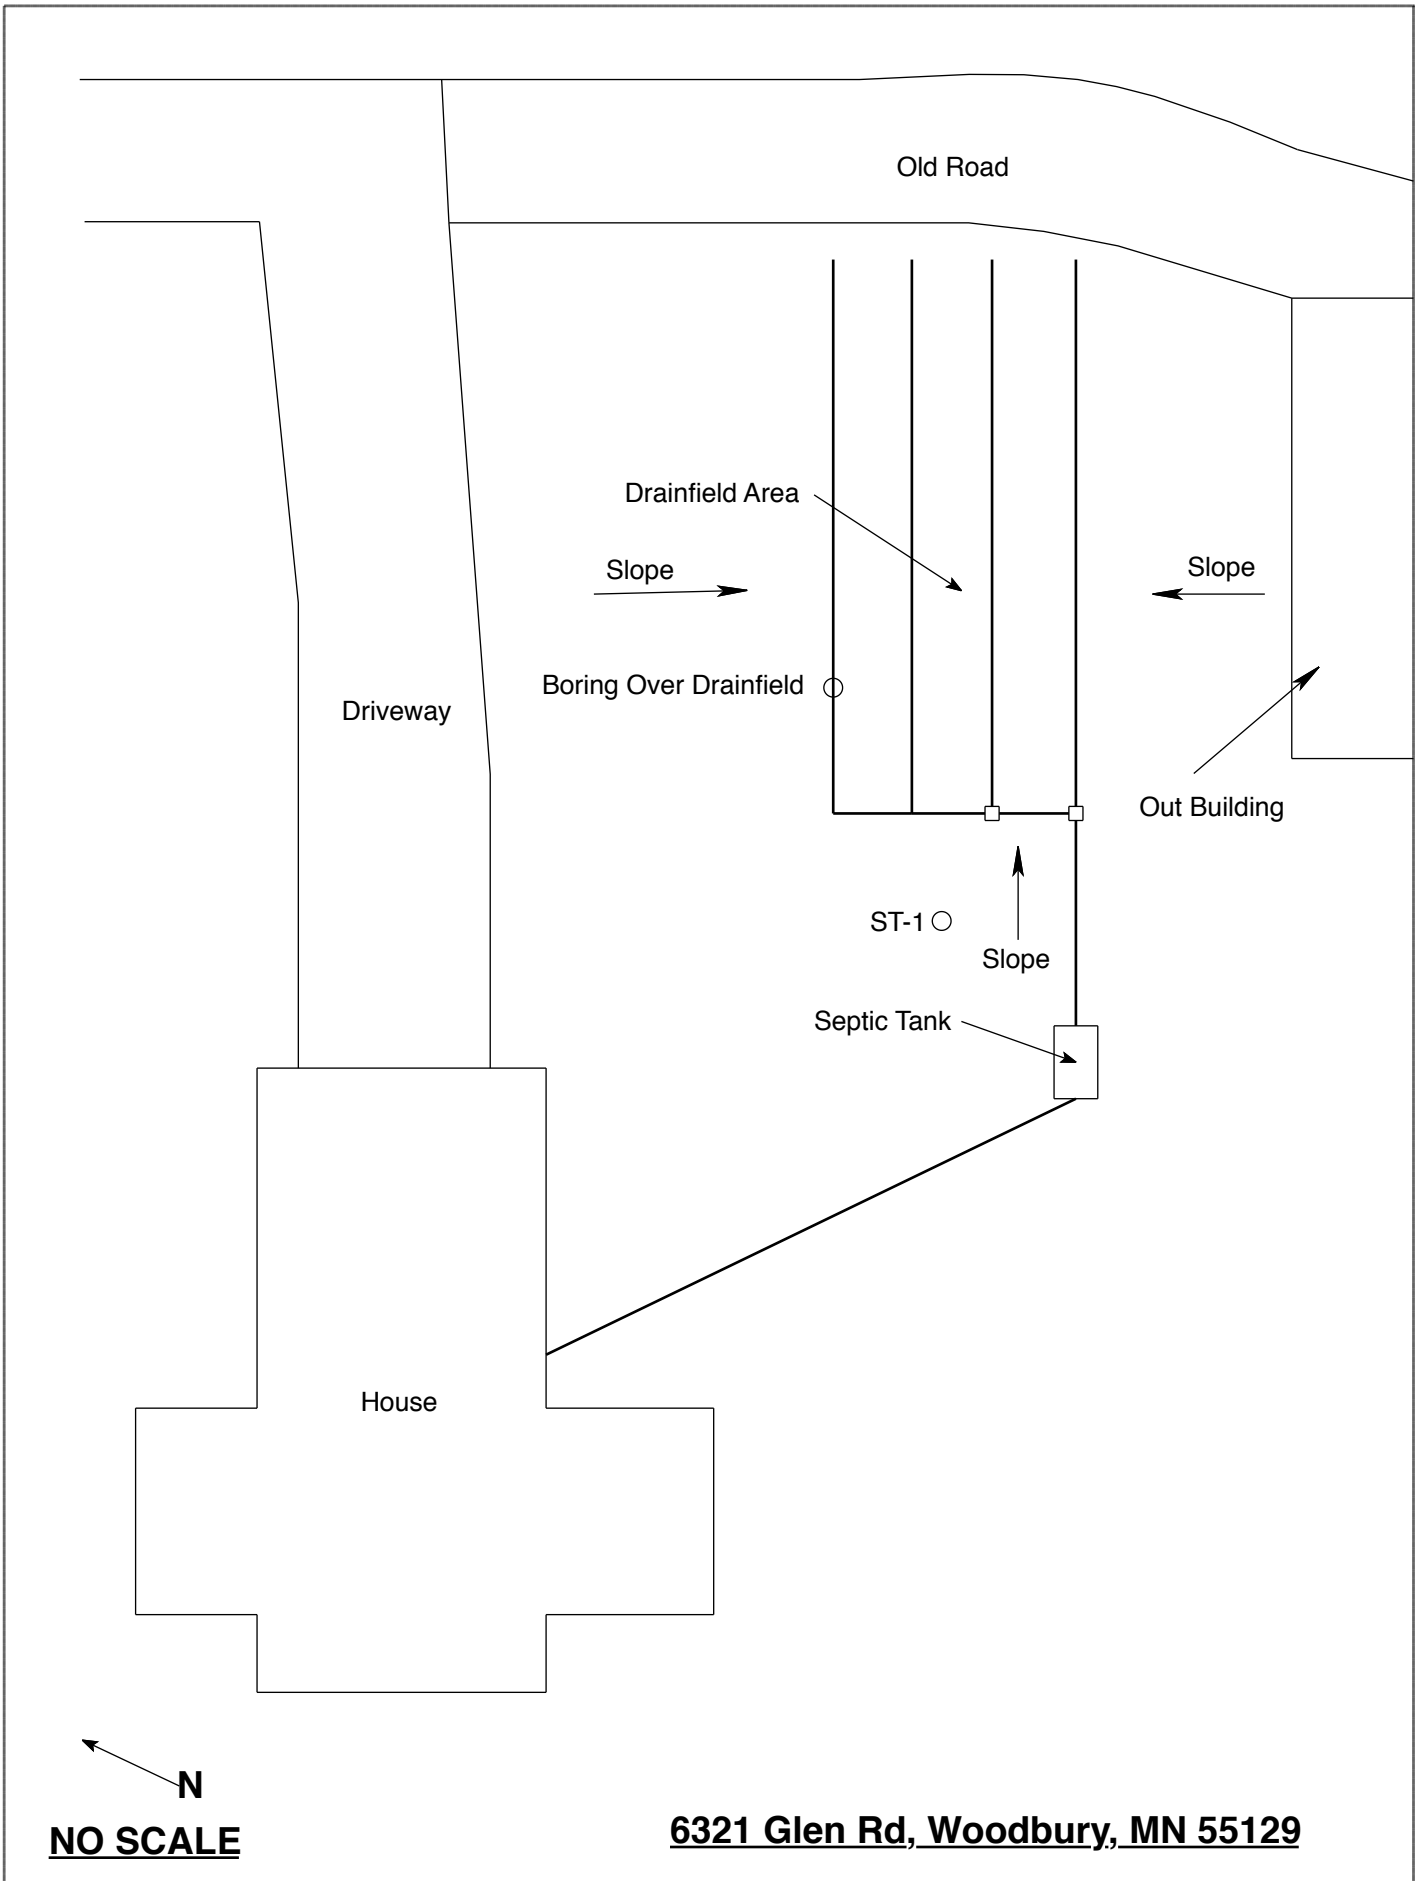 Old Road
Drainfield Area
Slope
Slope
Boring Over Drainfield
Driveway
Out Building
ST-1
Slope
Septic Tank
House
N
NO SCALE
6321 Glen Rd, Woodbury, MN 55129